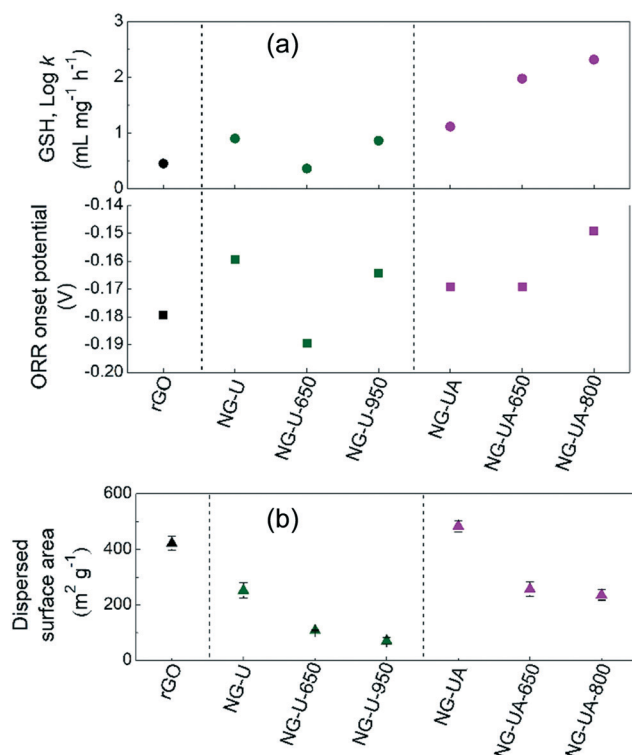 (a)
GSH, Log k
(mL mg⁻¹ h⁻¹)
3
2
1
0
ORR onset potential
(V)
-0.14
-0.15
-0.16
-0.17
-0.18
-0.19
-0.20
rGO
NG-U
NG-U-650
NG-U-950
NG-UA
NG-UA-650
NG-UA-800
(b)
Dispersed
surface area
(m² g⁻¹)
600
400
200
0
rGO
NG-U
NG-U-650
NG-U-950
NG-UA
NG-UA-650
NG-UA-800